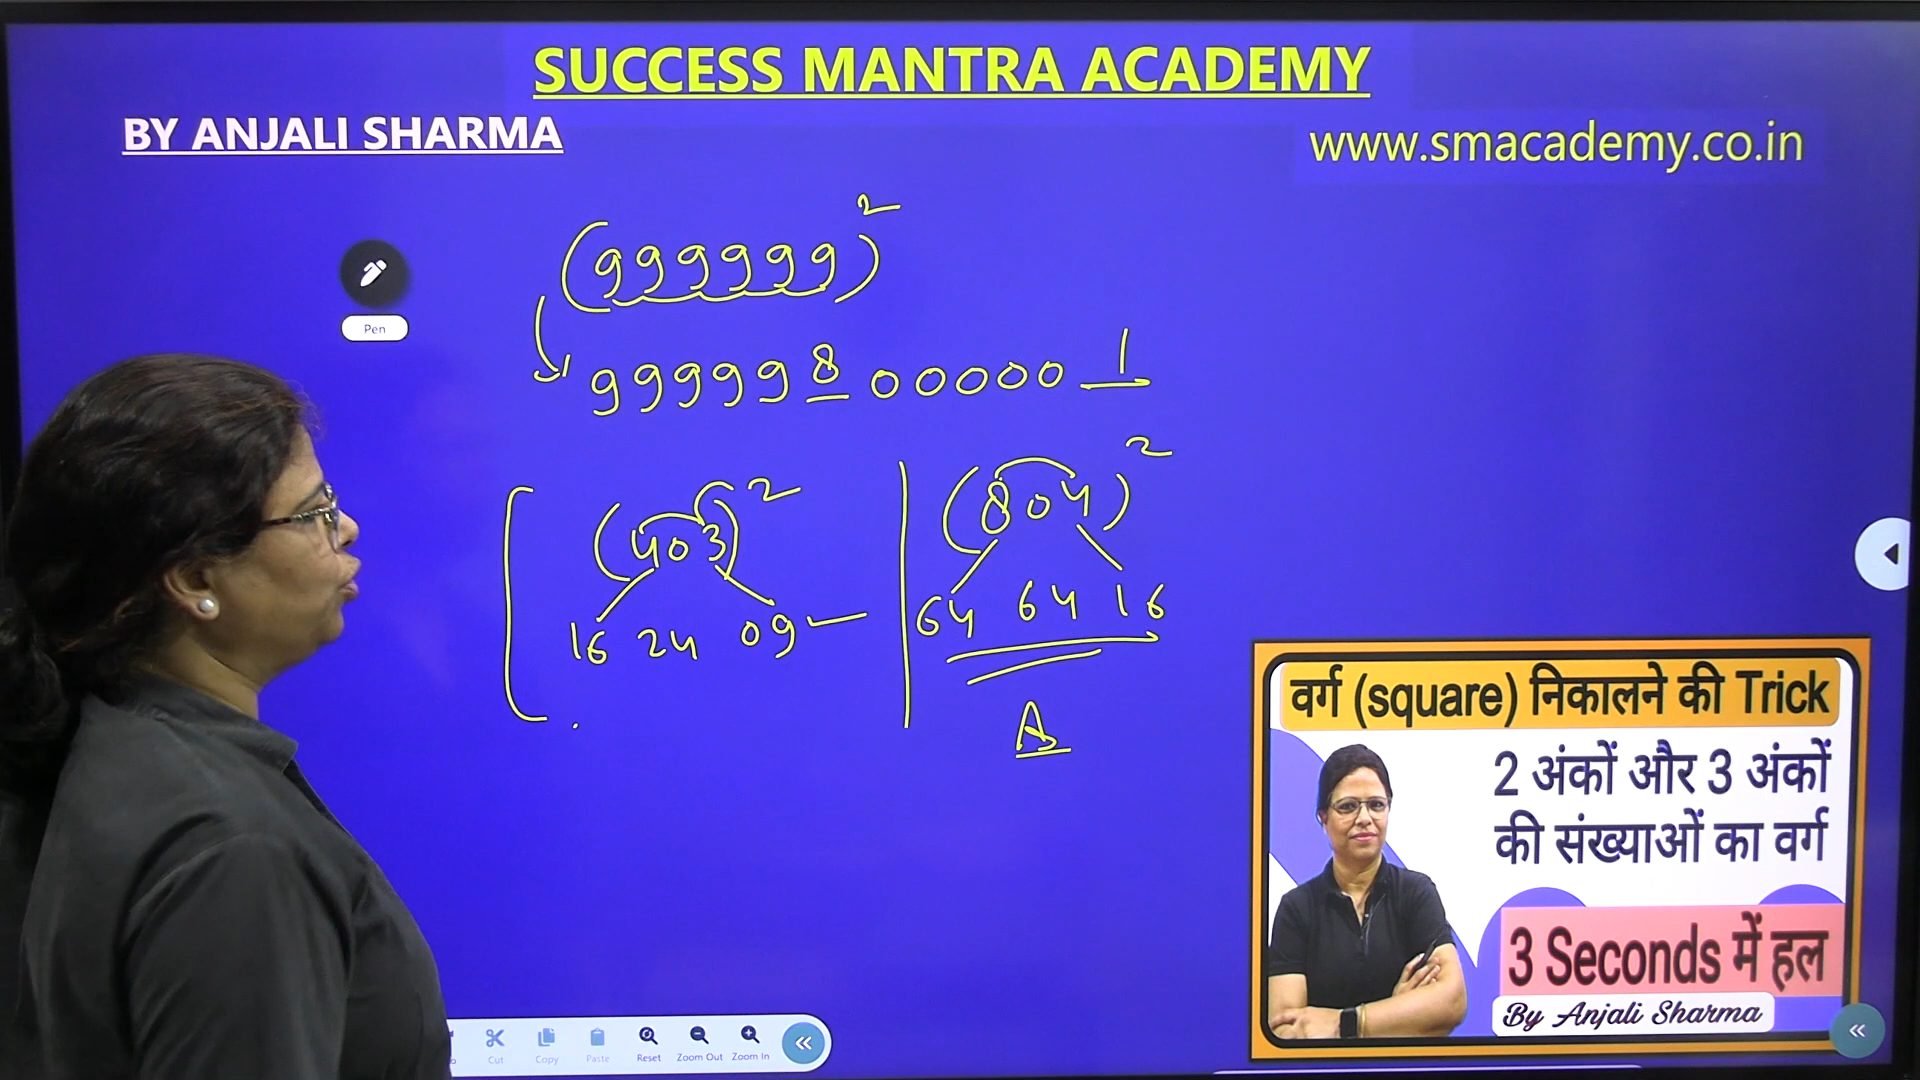 SUCCESS MANTRA ACADEMY
BY ANJALI SHARMA
www.smacademy.co.in
(999999)²
Pen
999998000001
(403)²
16 24 09
(804)²
64 64 16
A
वर्ग (square) निकालने की Trick
2 अंकों और 3 अंकों
की संख्याओं का वर्ग
3 Seconds में हल
By Anjali Sharma
Cut Copy Paste Reset Zoom Out Zoom In